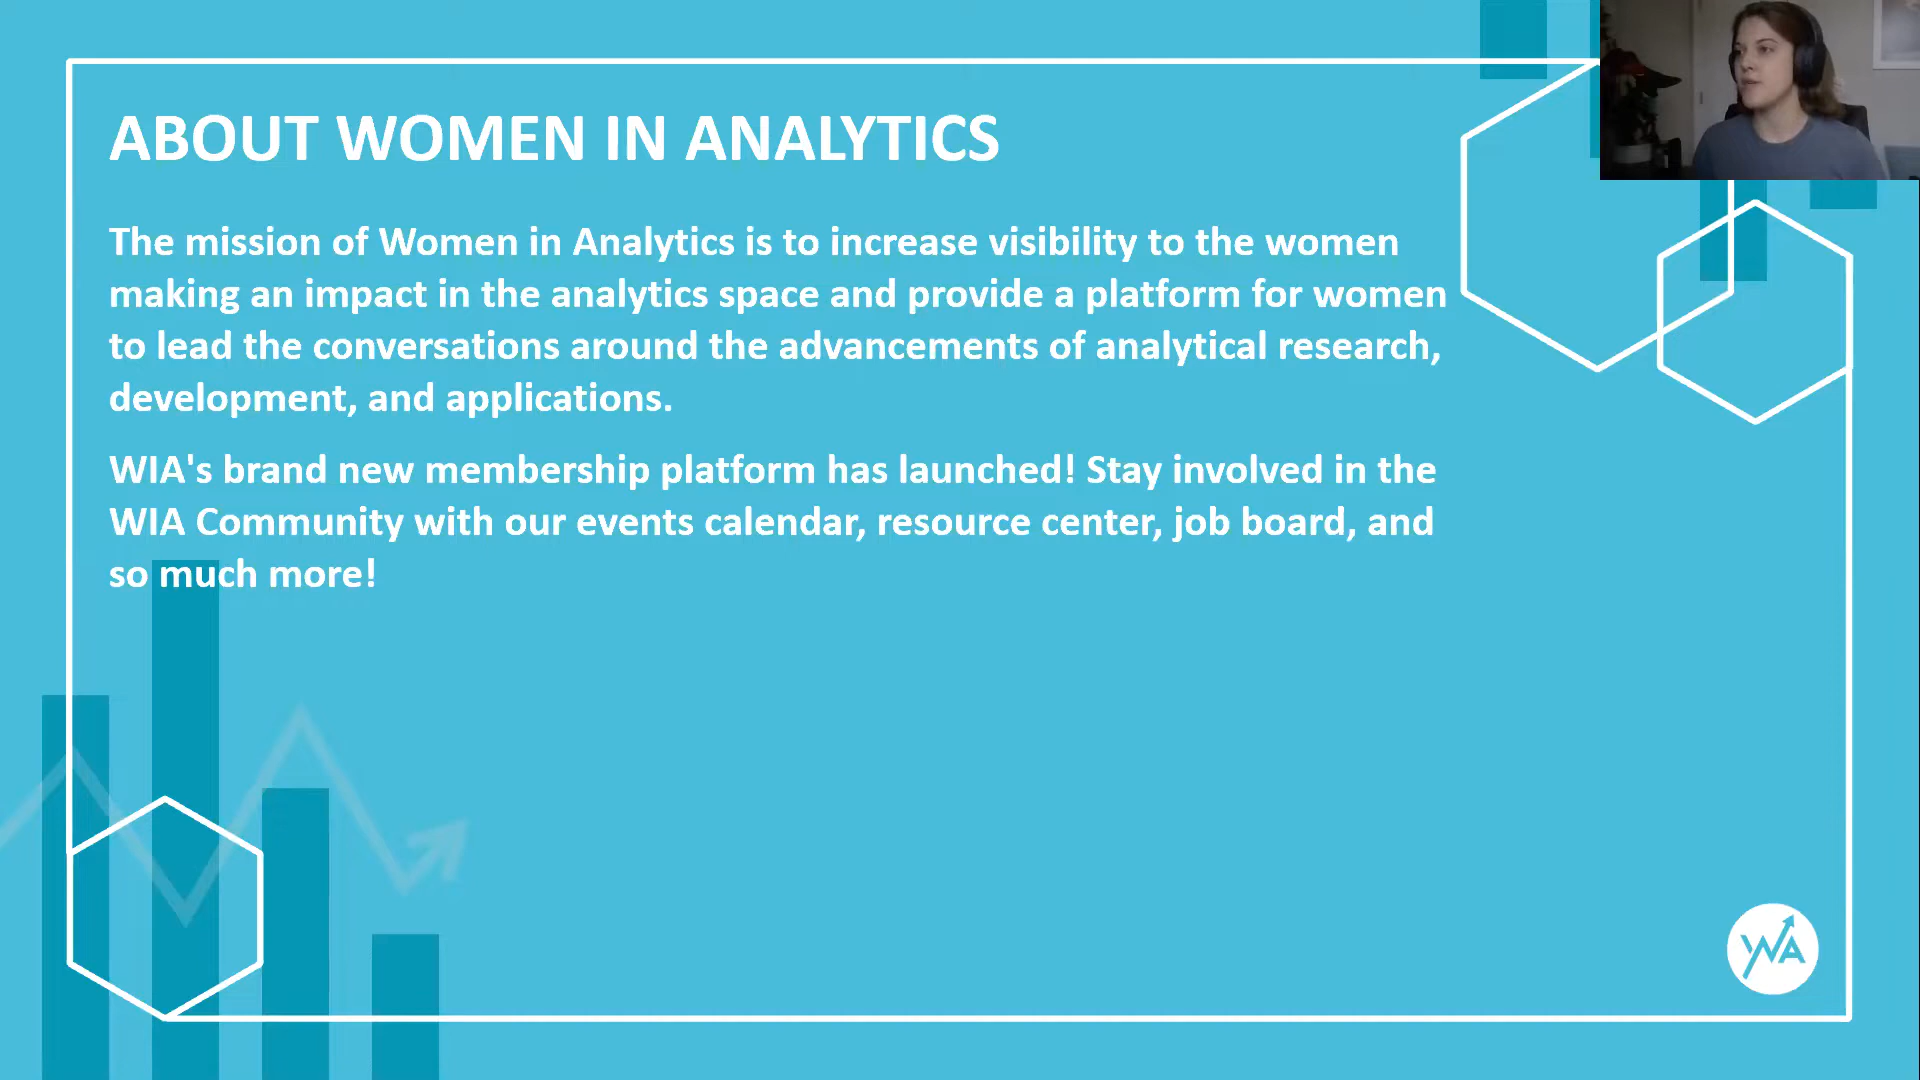 ABOUT WOMEN IN ANALYTICS
The mission of Women in Analytics is to increase visibility to the women
making an impact in the analytics space and provide a platform for women
to lead the conversations around the advancements of analytical research,
development, and applications.
WIA's brand new membership platform has launched! Stay involved in the
WIA Community with our events calendar, resource center, job board, and
so much more!
WA